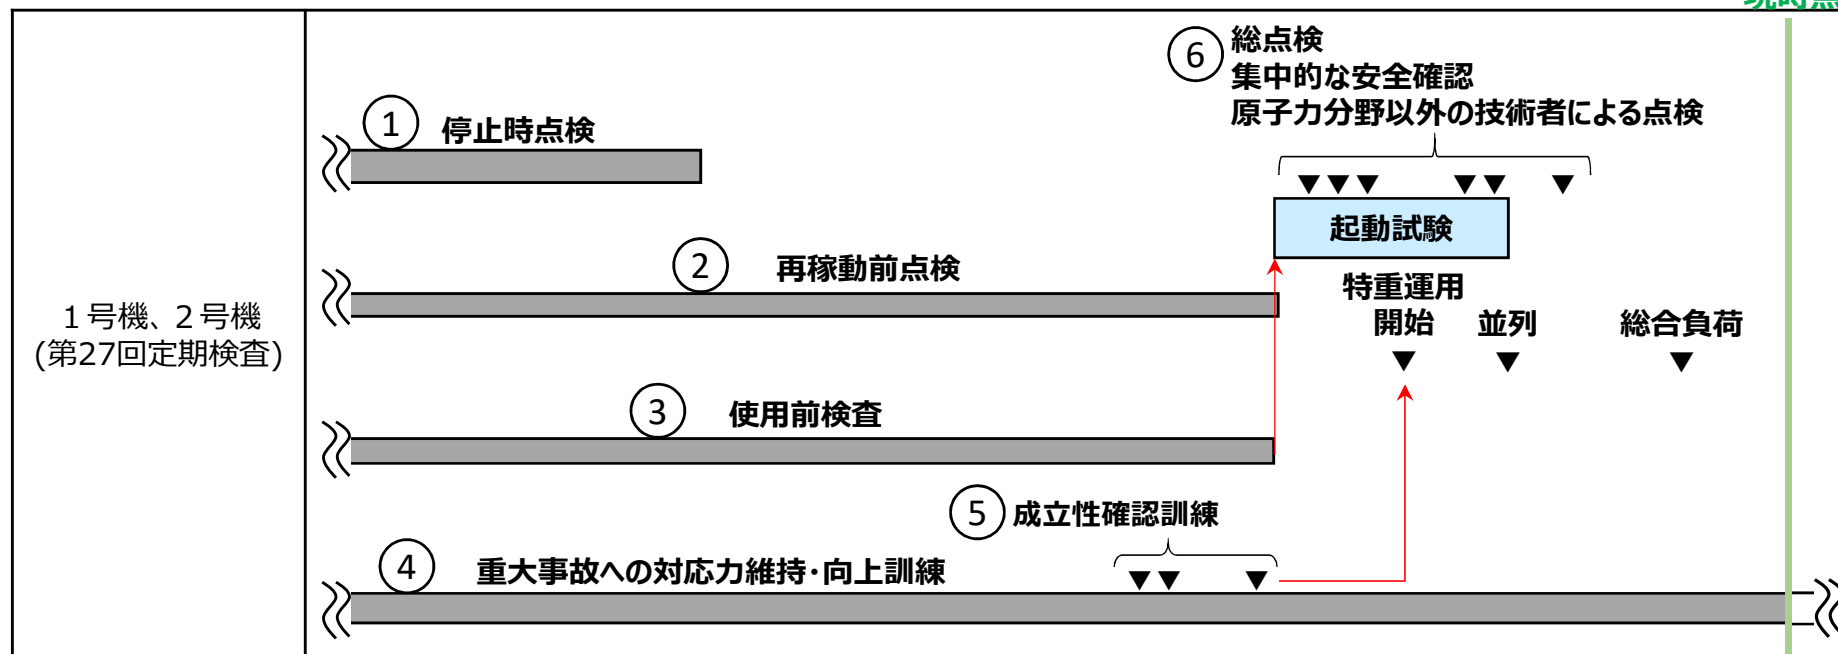 現時点
⑥
総点検
集中的な安全確認
原子力分野以外の技術者による点検
① 停止時点検
起動試験
② 再稼動前点検
特重運用
開始
並列
総合負荷
１号機、２号機
(第27回定期検査)
③ 使用前検査
⑤ 成立性確認訓練
④ 重大事故への対応力維持・向上訓練